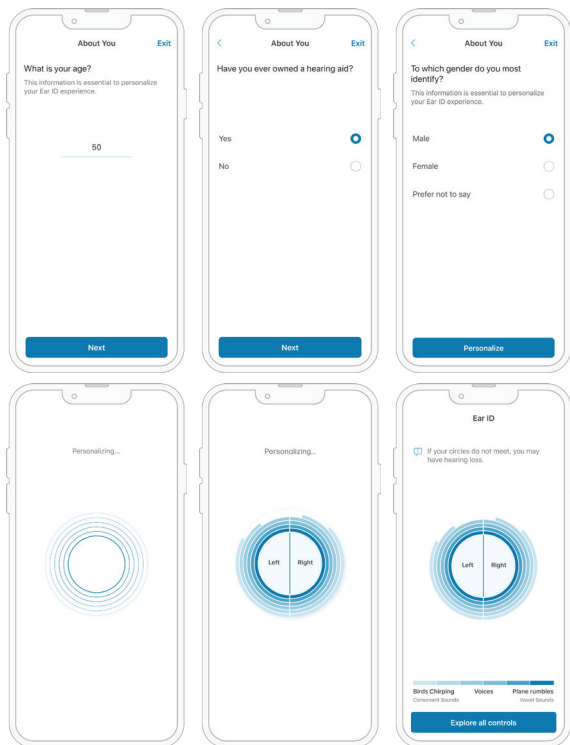 About You
Exit
What is your age?
This information is essential to personalize
your Ear ID experience.
50
Next
About You
Exit
Have you ever owned a hearing aid?
Yes
No
Next
About You
Exit
To which gender do you most
identify?
This information is essential to personalize
your Ear ID experience.
Male
Female
Prefer not to say
Personalize
Personalizing...
Personolizing...
Left Right
Ear ID
If your circles do not meet, you may
have hearing loss.
Left Right
Birds Chirping Voices Plane rumbles
Consonant Sounds Vowel Sounds
Explore all controls